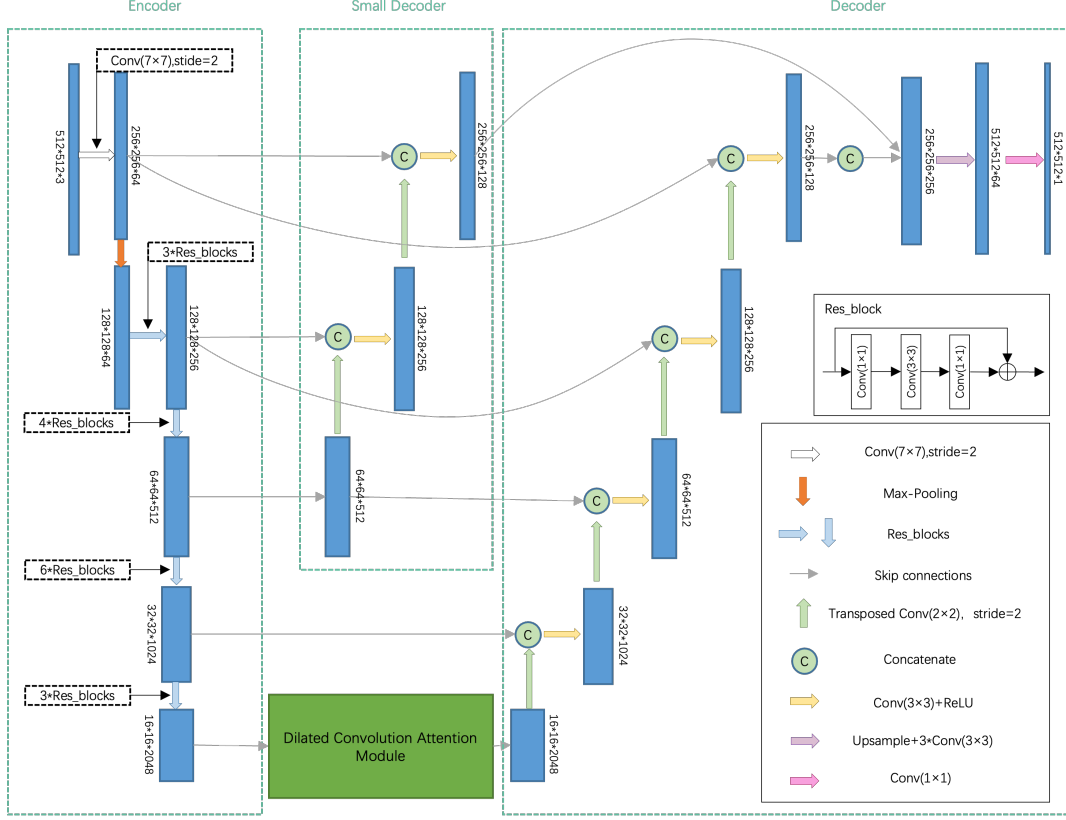 Encoder
Small Decoder
Decoder
Conv(7×7),stide=2
512*512*3
256*256*64
256*256*128
256*256*128
256*256*256
512*512*64
512*512*1
C
C
C
3*Res_blocks
128*128*64
128*128*256
C
128*128*256
C
128*128*256
Res_block
Conv(1×1)
Conv(3×3)
Conv(1×1)
4*Res_blocks
64*64*512
64*64*512
C
64*64*512
6*Res_blocks
32*32*1024
C
32*32*1024
3*Res_blocks
16*16*2048
Dilated Convolution Attention
Module
16*16*2048
Conv(7×7),stride=2
Max-Pooling
Res_blocks
Skip connections
Transposed Conv(2×2), stride=2
C
Concatenate
Conv(3×3)+ReLU
Upsample+3*Conv(3×3)
Conv(1×1)